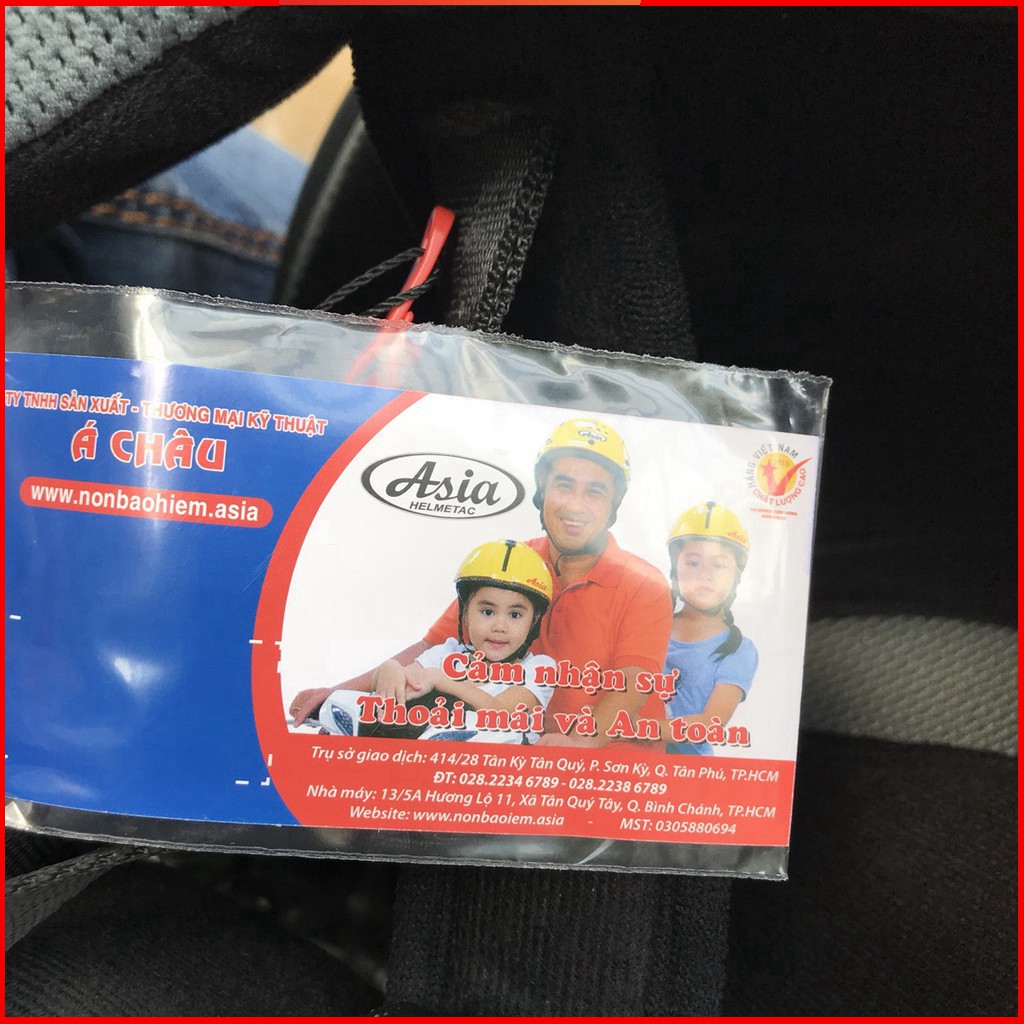 TY TNHH SẢN XUẤT - THƯƠNG MẠI KỸ THUẬT
Á CHÂU
www.nonbaohiem.asia
Asia
HELMETAC
HÀNG VIỆT NAM
CHẤT LƯỢNG CAO
Asia
Asia
Cảm nhận sự
Thoải mái và An toàn
Trụ sở giao dịch: 414/28 Tân Kỳ Tân Quý, P. Sơn Kỳ, Q. Tân Phú, TP.HCM
ĐT: 028.2234 6789 - 028.2238 6789
Nhà máy: 13/5A Hương Lộ 11, Xã Tân Quý Tây, Q. Bình Chánh, TP.HCM
Website: www.nonbaoiem.asia - MST: 0305880694